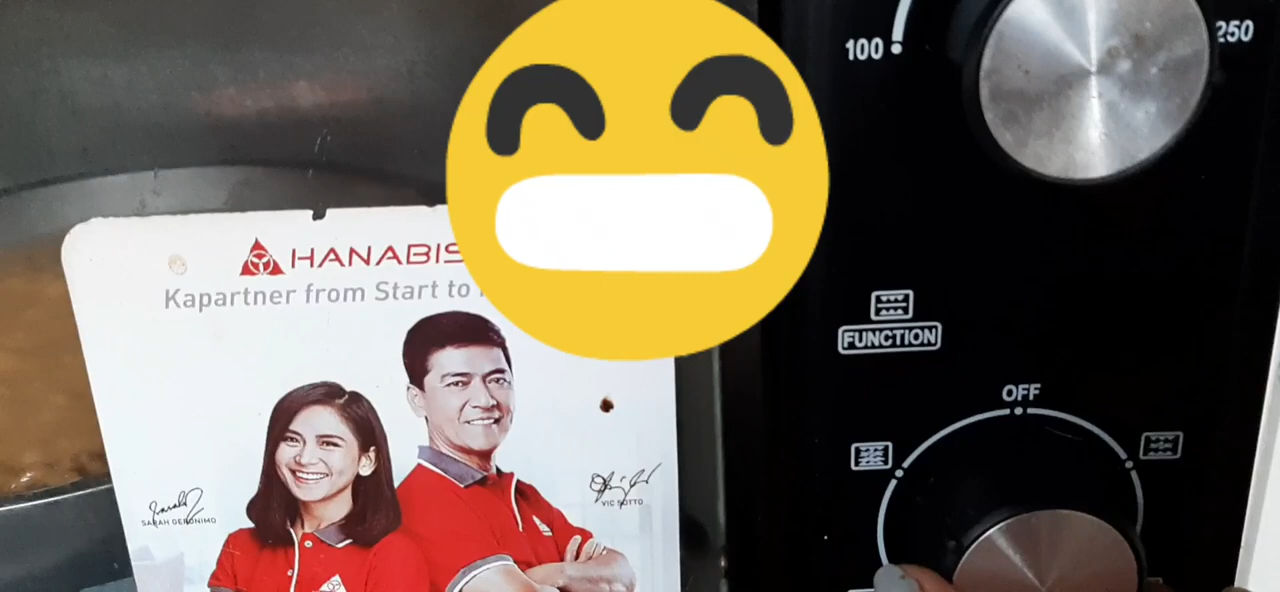 HANABIS
Kapartner from Start to
SARAH GERONIMO
VIC SOTTO
100
250
FUNCTION
OFF